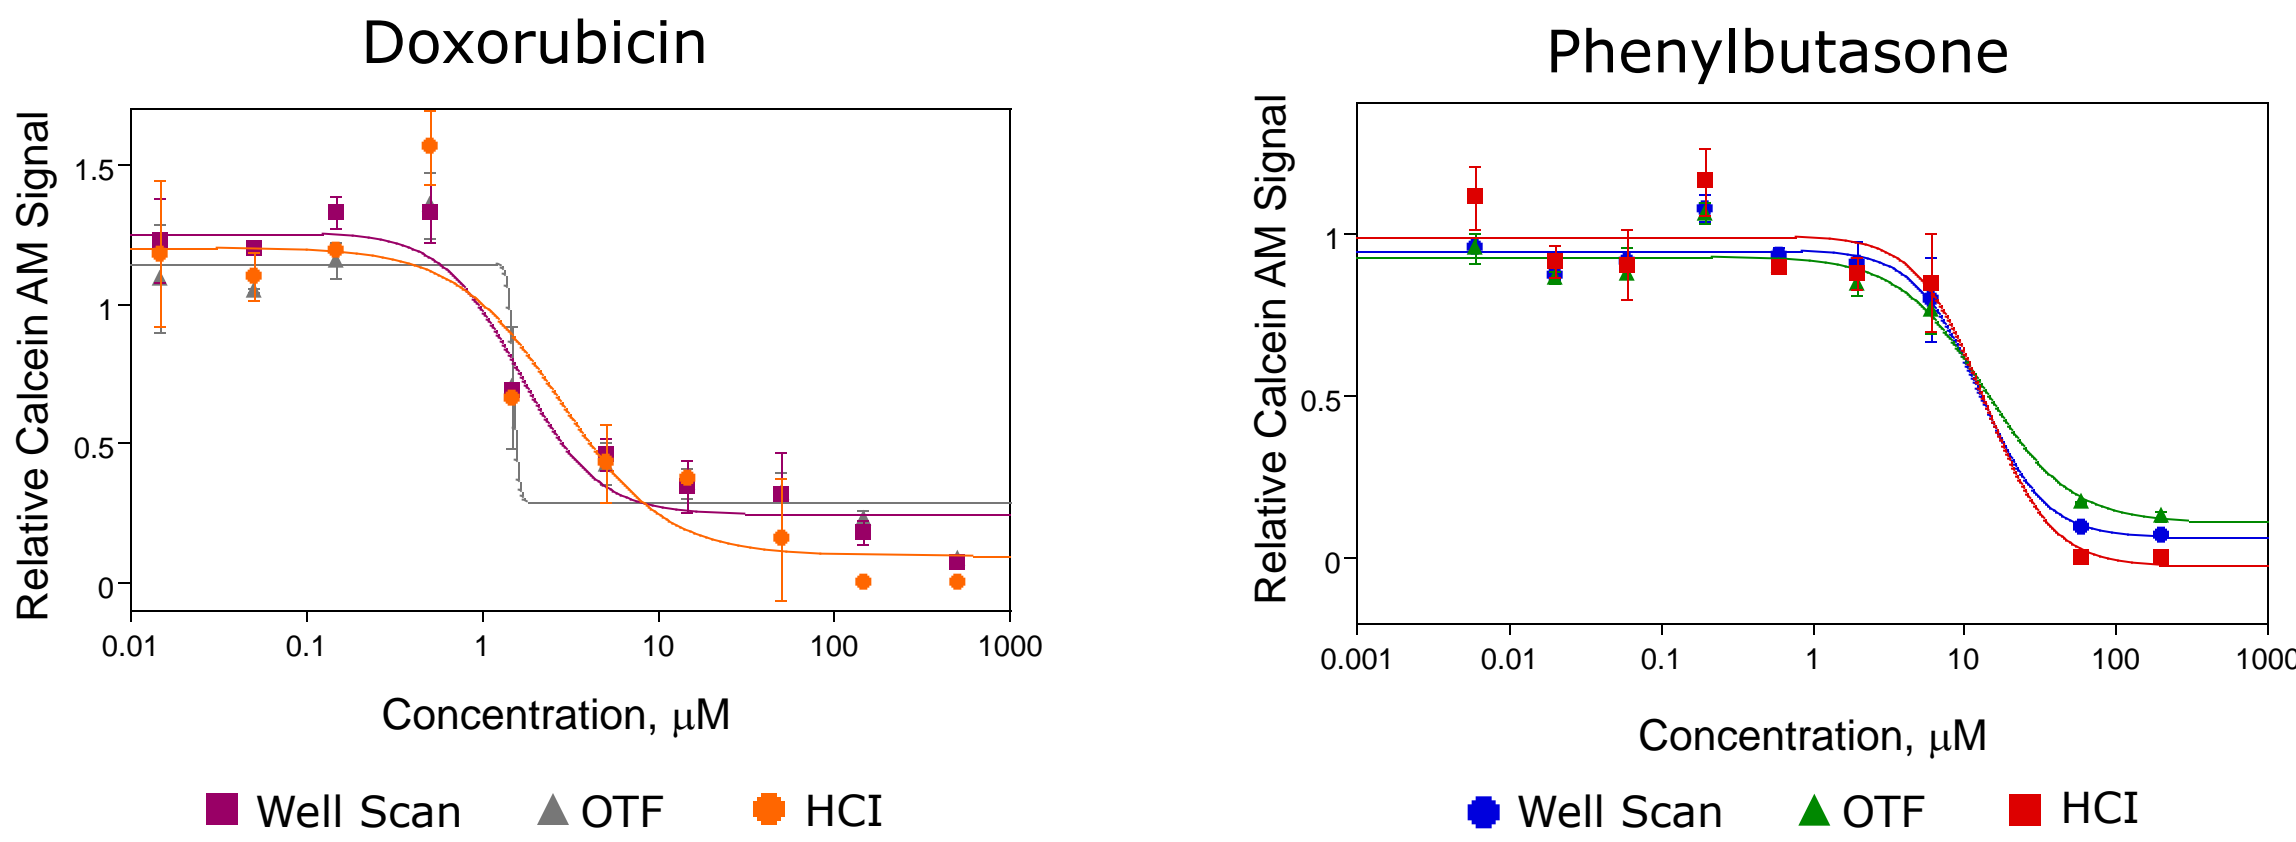 Doxorubicin
Relative Calcein AM Signal
1.5
1
0.5
0
0.01 0.1 1 10 100 1000
Concentration, μM
Well Scan OTF HCI
Phenylbutasone
Relative Calcein AM Signal
1
0.5
0
0.001 0.01 0.1 1 10 100 1000
Concentration, μM
Well Scan OTF HCI